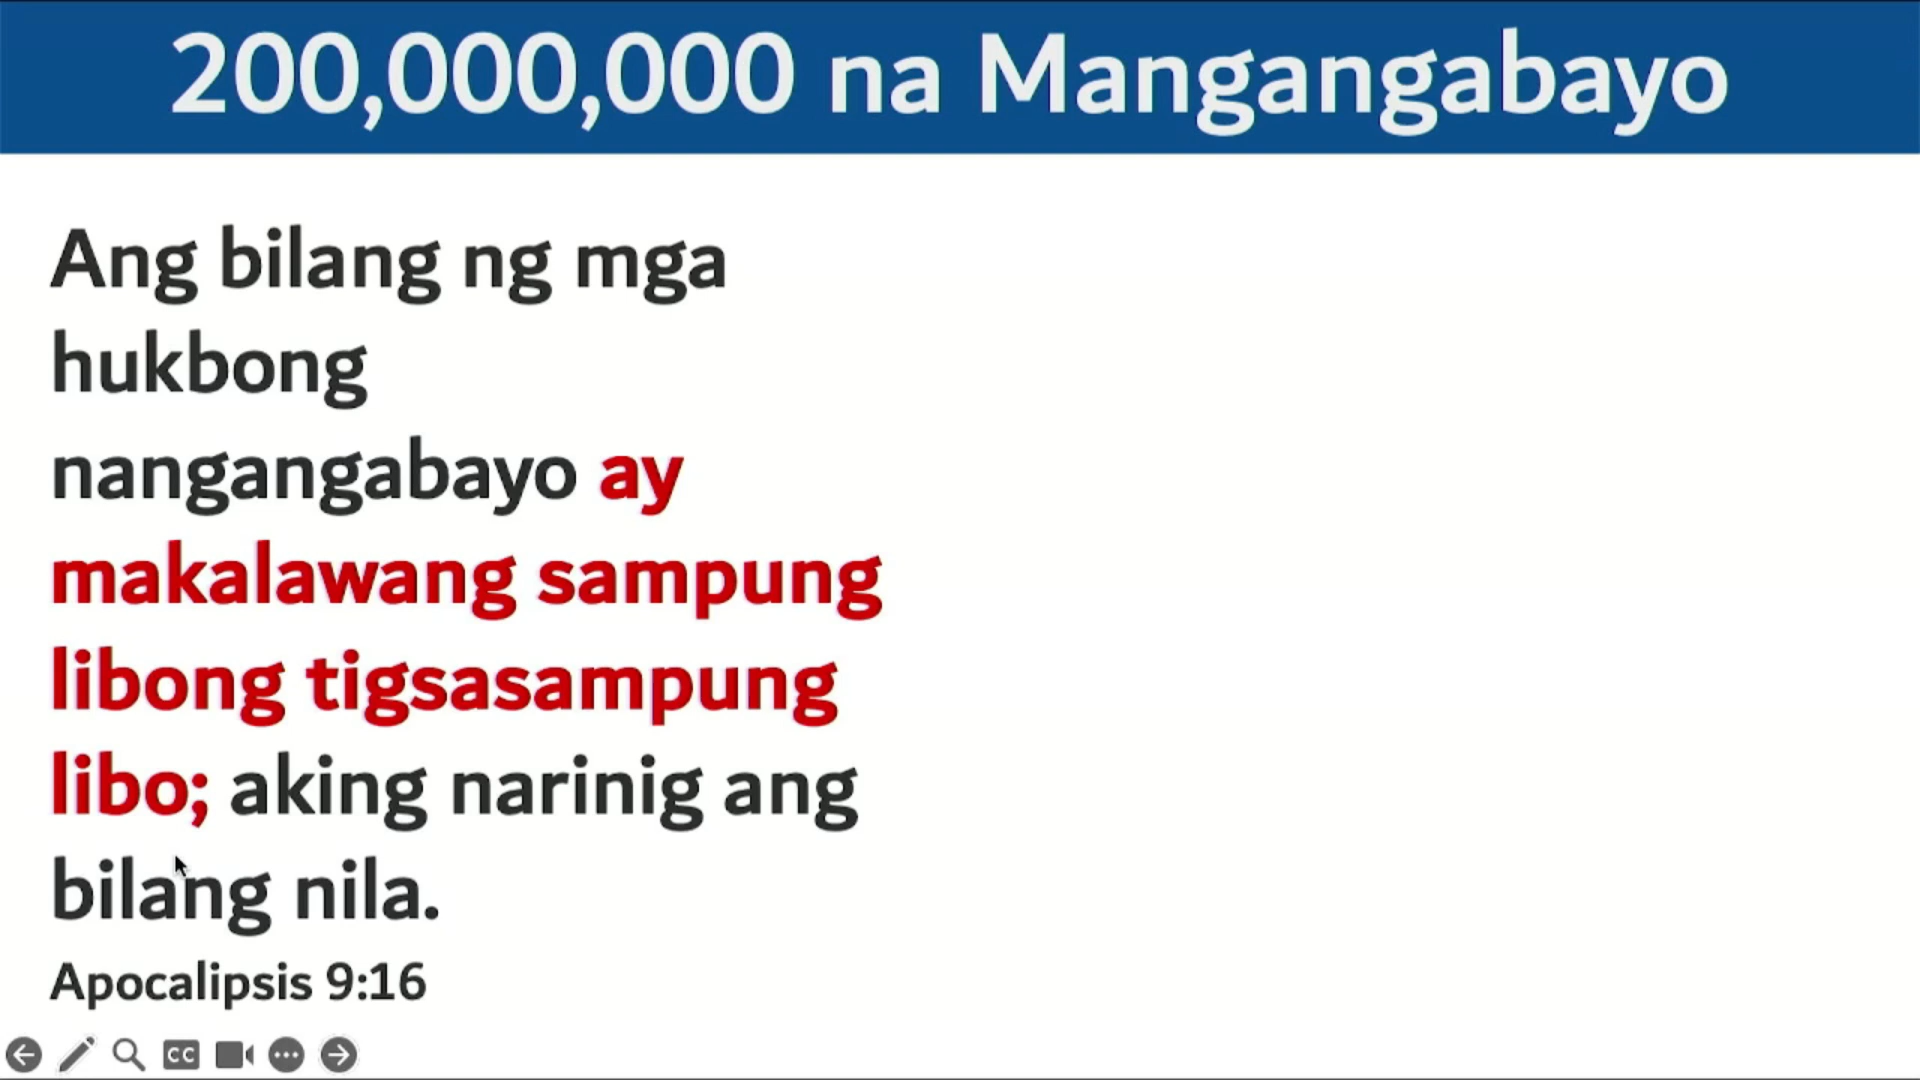 200,000,000 na Mangangabayo
Ang bilang ng mga
hukbong
nangangabayo ay
makalawang sampung
libong tigsasampung
libo; aking narinig ang
bilang nila.
Apocalipsis 9:16
CC